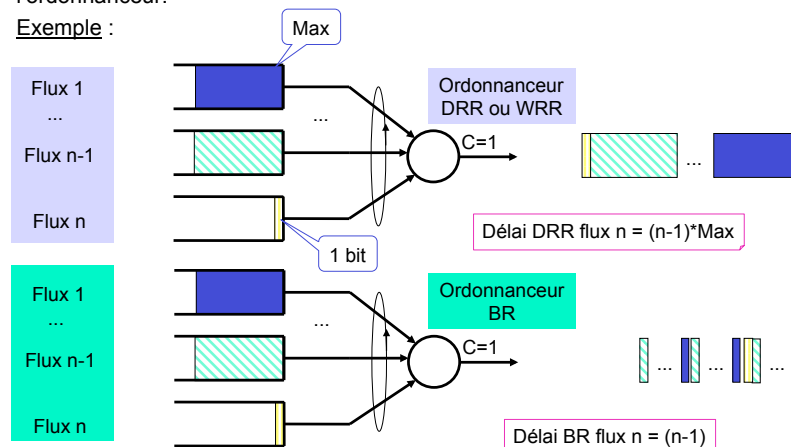 l'ordonnanceur.
Exemple :
Max
Flux 1
...
Flux n-1
Flux n
...
Ordonnanceur
DRR ou WRR
C=1
...
1 bit
Délai DRR flux n = (n-1)*Max
Flux 1
...
Flux n-1
Flux n
...
Ordonnanceur
BR
C=1
... ... ...
Délai BR flux n = (n-1)